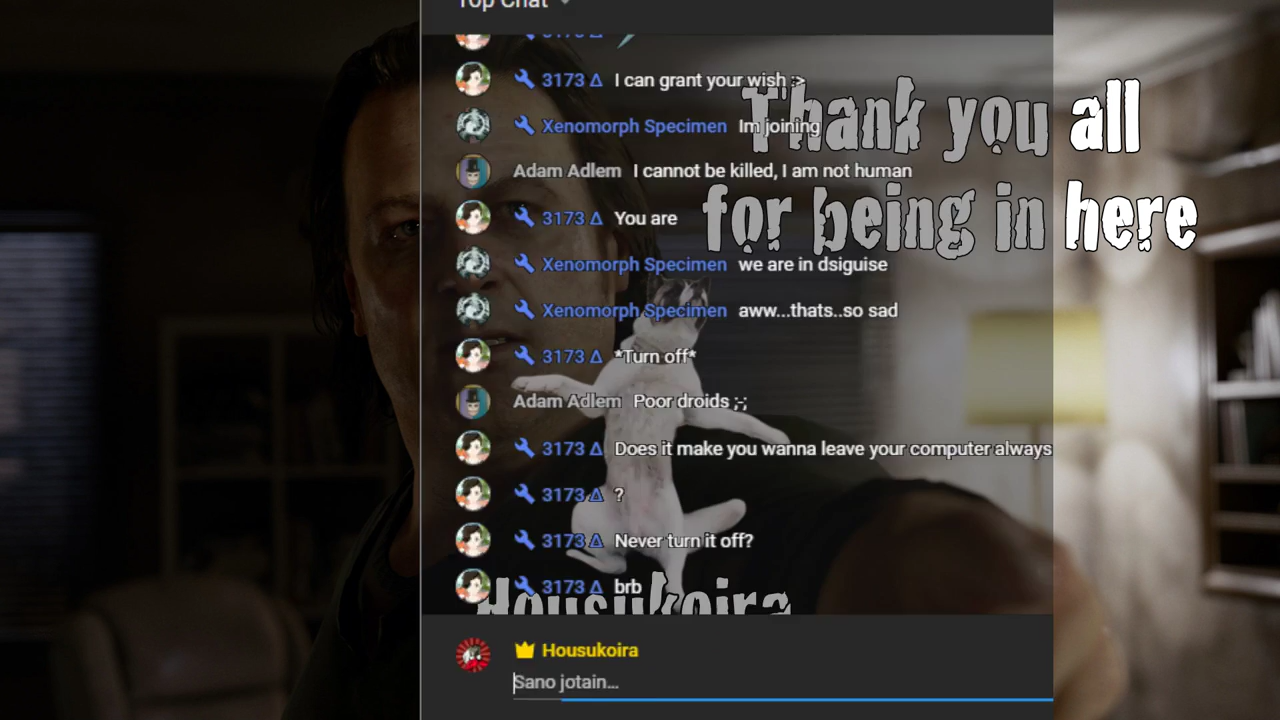 Top Chat
3173 Δ
3173 Δ I can grant your wish :>
Thank you all
Xenomorph Specimen Im joining
Adam Adlem I cannot be killed, I am not human
for being in here
3173 Δ You are
Xenomorph Specimen we are in dsiguise
Xenomorph Specimen aww...thats..so sad
3173 Δ *Turn off*
Adam Adlem Poor droids ;-;
3173 Δ Does it make you wanna leave your computer always
3173 Δ ?
3173 Δ Never turn it off?
3173 Δ brb
Housukoira
Housukoira
Sano jotain...